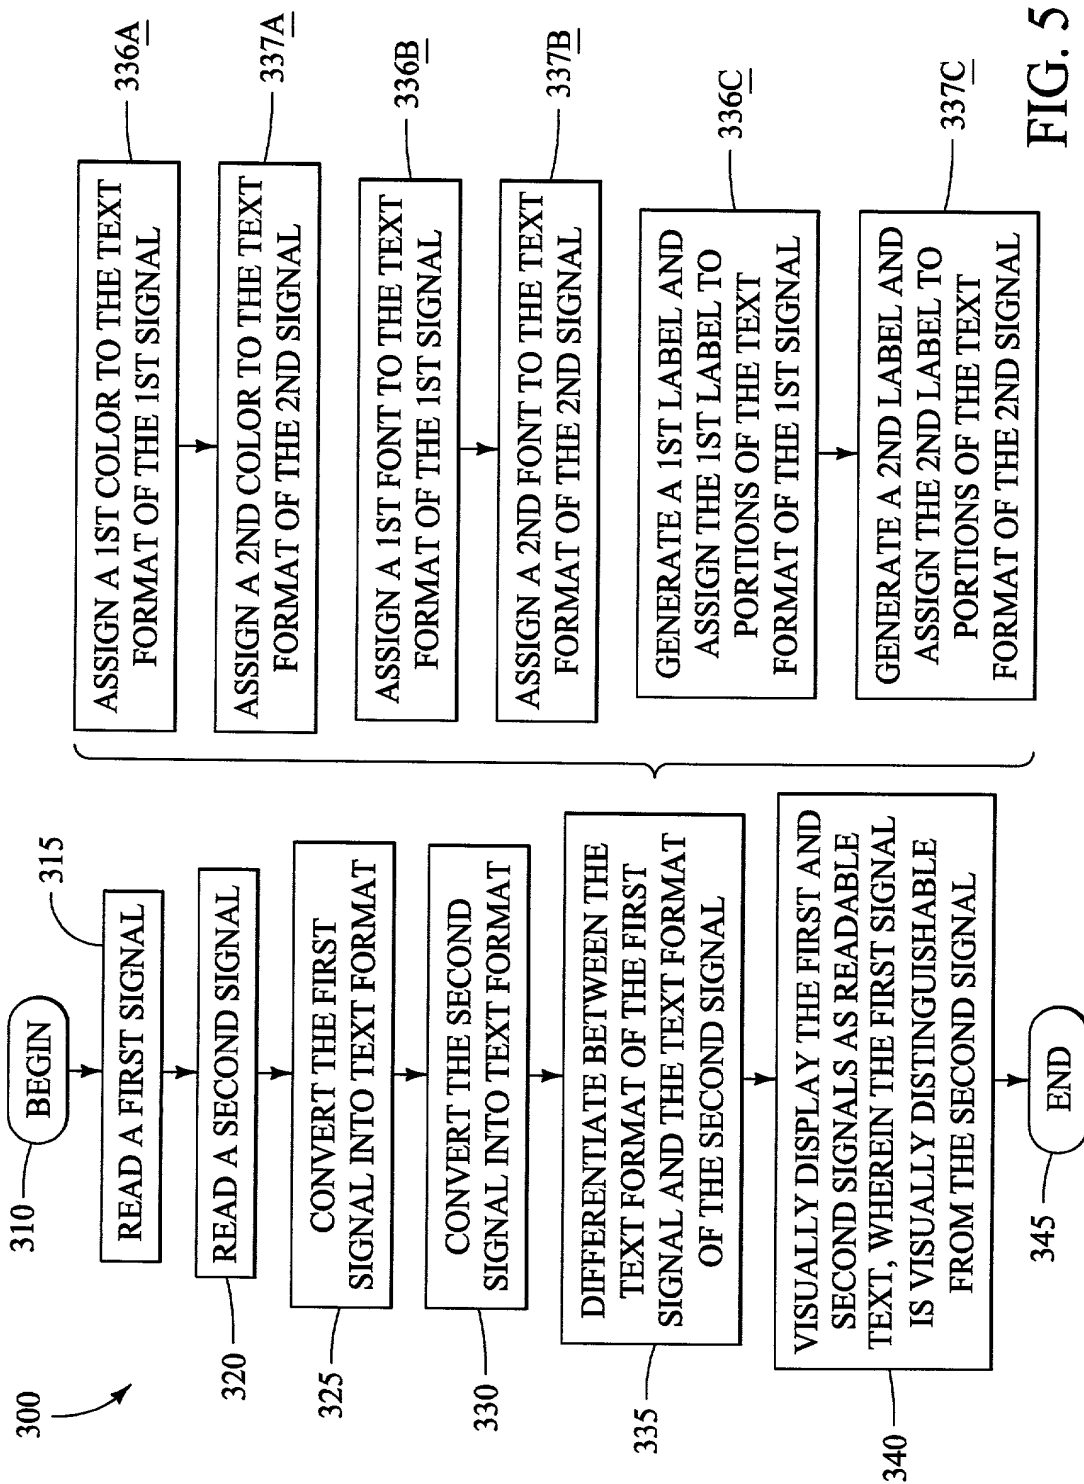 300
310
BEGIN
315
READ A FIRST SIGNAL
320
READ A SECOND SIGNAL
325
CONVERT THE FIRST
SIGNAL INTO TEXT FORMAT
330
CONVERT THE SECOND
SIGNAL INTO TEXT FORMAT
335
DIFFERENTIATE BETWEEN THE
TEXT FORMAT OF THE FIRST
SIGNAL AND THE TEXT FORMAT
OF THE SECOND SIGNAL
340
VISUALLY DISPLAY THE FIRST AND
SECOND SIGNALS AS READABLE
TEXT, WHEREIN THE FIRST SIGNAL
IS VISUALLY DISTINGUISHABLE
FROM THE SECOND SIGNAL
345
END
336A
ASSIGN A 1ST COLOR TO THE TEXT
FORMAT OF THE 1ST SIGNAL
337A
ASSIGN A 2ND COLOR TO THE TEXT
FORMAT OF THE 2ND SIGNAL
336B
ASSIGN A 1ST FONT TO THE TEXT
FORMAT OF THE 1ST SIGNAL
337B
ASSIGN A 2ND FONT TO THE TEXT
FORMAT OF THE 2ND SIGNAL
336C
GENERATE A 1ST LABEL AND
ASSIGN THE 1ST LABEL TO
PORTIONS OF THE TEXT
FORMAT OF THE 1ST SIGNAL
337C
GENERATE A 2ND LABEL AND
ASSIGN THE 2ND LABEL TO
PORTIONS OF THE TEXT
FORMAT OF THE 2ND SIGNAL
FIG. 5